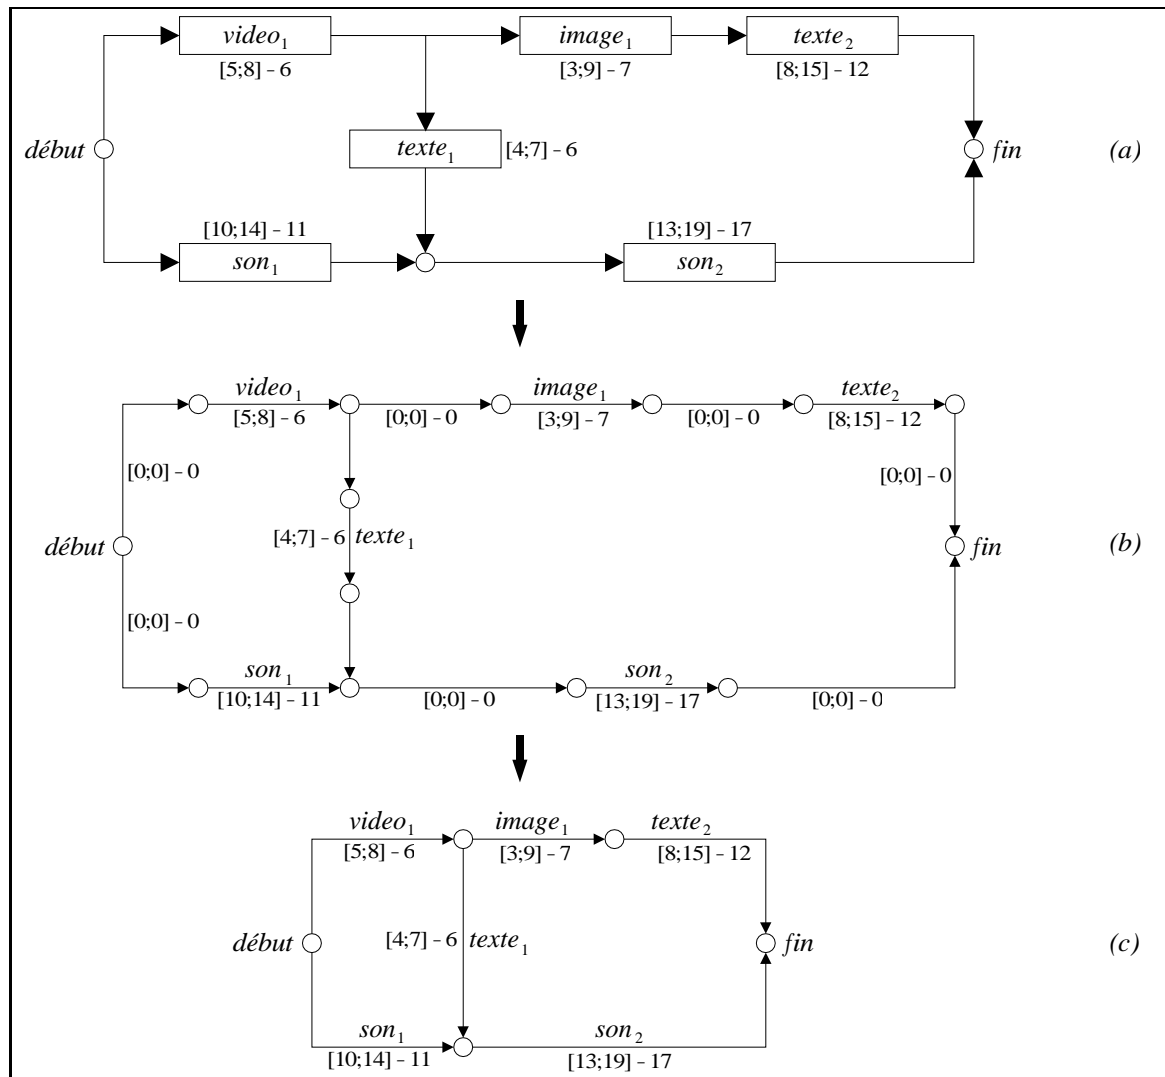 video1 image1 texte2
[5;8] – 6 [3;9] – 7 [8;15] – 12
début texte1 [4;7] – 6 fin (a)
[10;14] – 11 [13;19] – 17
son1 son2
video1 image1 texte2
[5;8] – 6 [0;0] – 0 [3;9] – 7 [0;0] – 0 [8;15] – 12
[0;0] – 0 [0;0] – 0
[4;7] – 6 texte1
début fin (b)
[0;0] – 0
son1 son2
[10;14] – 11 [0;0] – 0 [13;19] – 17 [0;0] – 0
video1 image1 texte2
[5;8] – 6 [3;9] – 7 [8;15] – 12
début [4;7] – 6 texte1 fin (c)
son1 son2
[10;14] – 11 [13;19] – 17